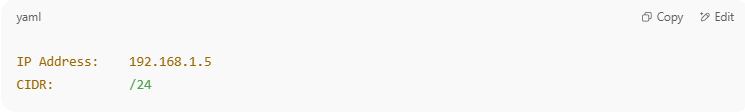 yaml
Copy
Edit
IP Address: 192.168.1.5
CIDR: /24